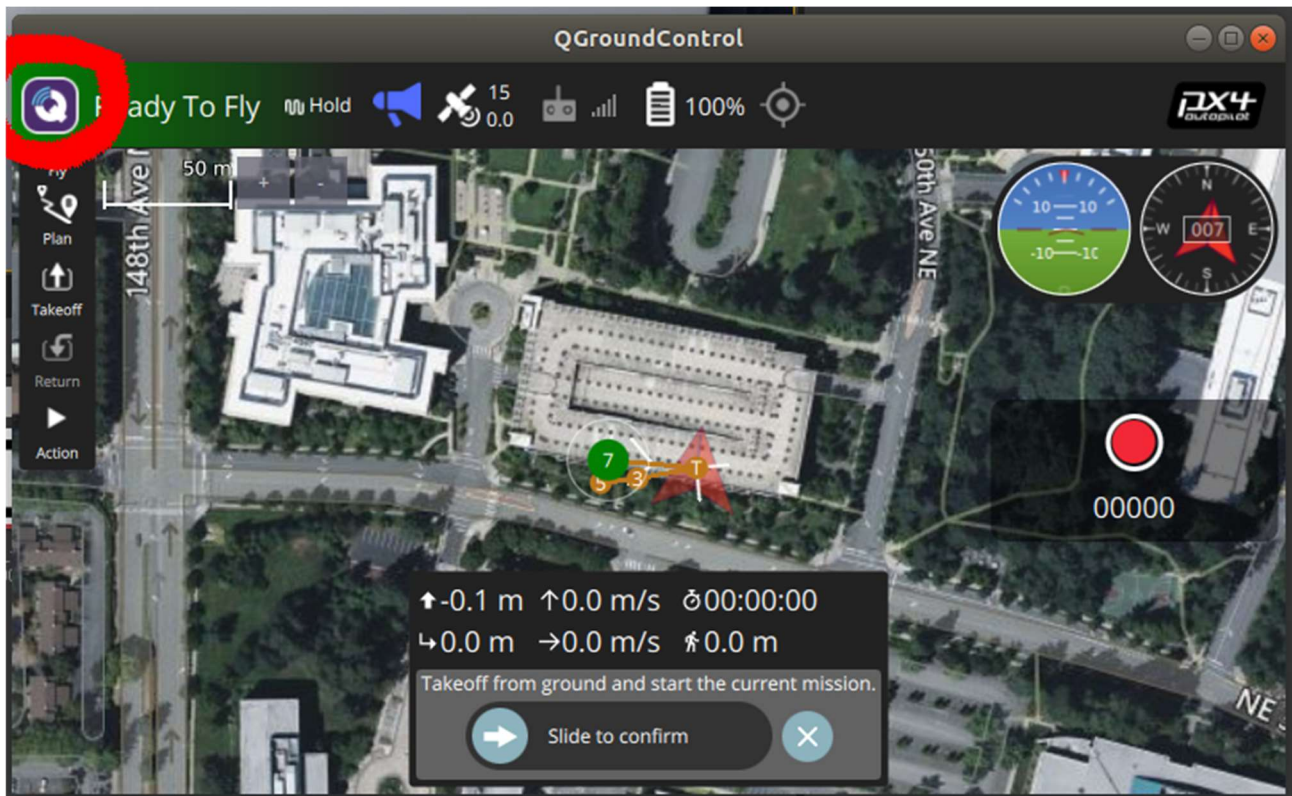 QGroundControl
Ready To Fly
Hold
15
0.0
100%
px4
autopilot
Fly
Plan
Takeoff
Return
Action
50 m
+
-
148th Ave N
50th Ave NE
10 10
-10 -10
N
W 007 E
S
7
5
3
T
00000
-0.1 m 0.0 m/s 00:00:00
0.0 m 0.0 m/s 0.0 m
Takeoff from ground and start the current mission.
Slide to confirm
NE